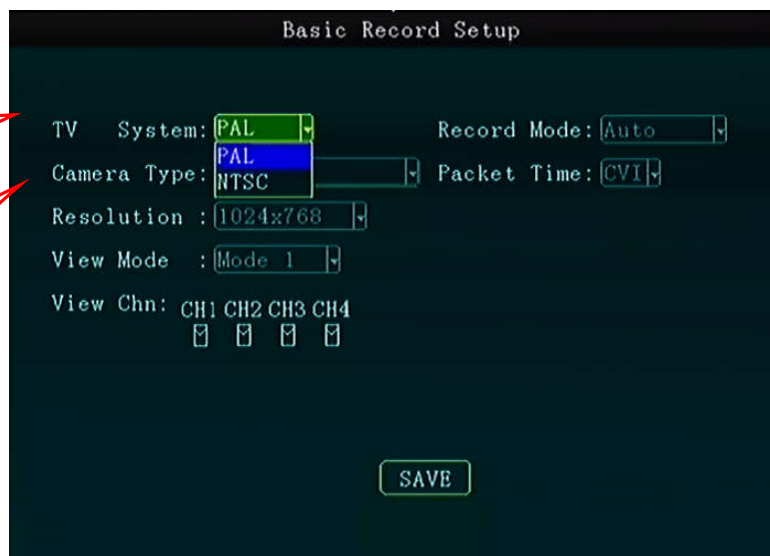 Basic Record Setup
TV System: PAL Record Mode: Auto
PAL
Camera Type: NTSC Packet Time: CVI
Resolution : 1024x768
View Mode : Mode 1
View Chn: CH1 CH2 CH3 CH4
SAVE